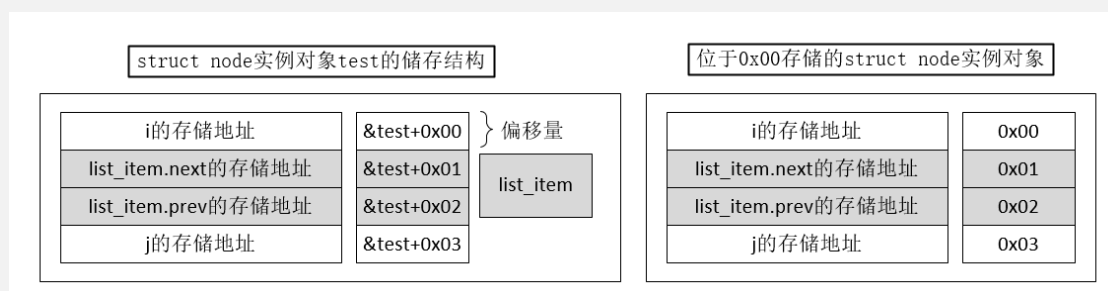 struct node实例对象test的储存结构
i的存储地址 &test+0x00 偏移量
list_item.next的存储地址 &test+0x01
list_item
list_item.prev的存储地址 &test+0x02
j的存储地址 &test+0x03
位于0x00存储的struct node实例对象
i的存储地址 0x00
list_item.next的存储地址 0x01
list_item.prev的存储地址 0x02
j的存储地址 0x03